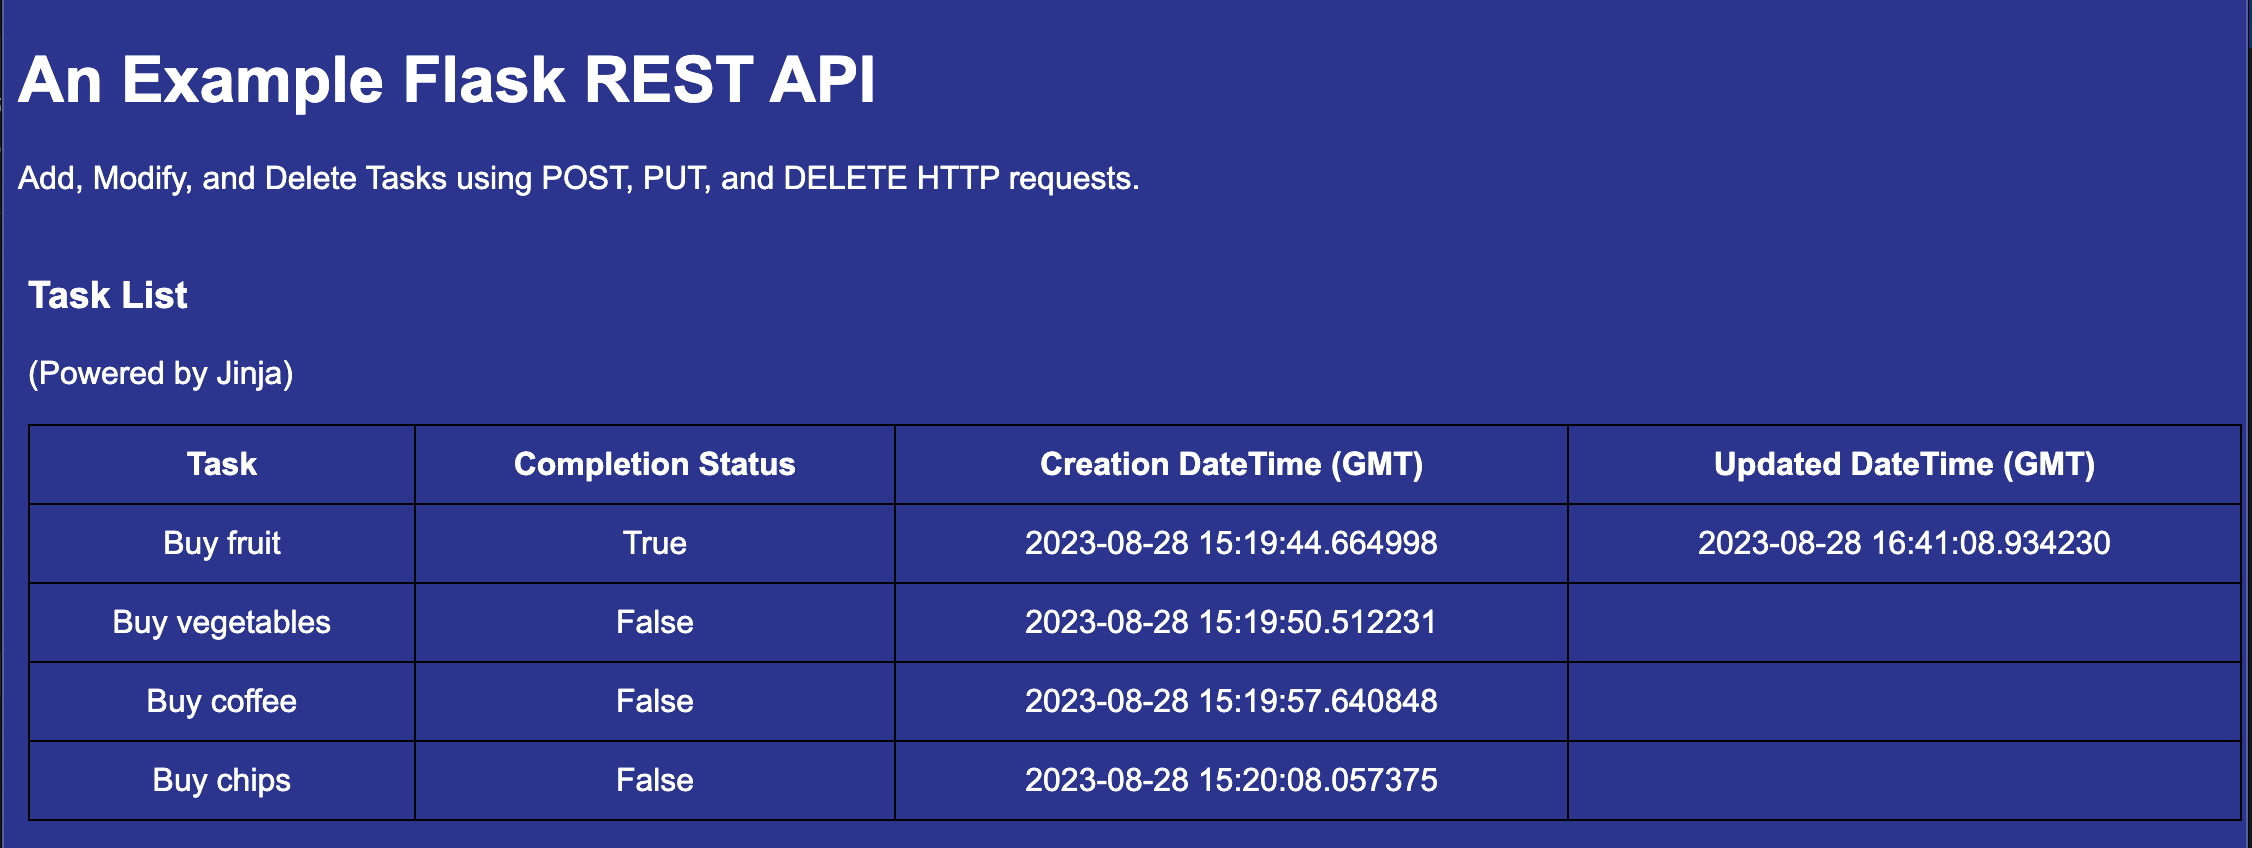 An Example Flask REST API
Add, Modify, and Delete Tasks using POST, PUT, and DELETE HTTP requests.
Task List
(Powered by Jinja)
Task Completion Status Creation DateTime (GMT) Updated DateTime (GMT)
Buy fruit True 2023-08-28 15:19:44.664998 2023-08-28 16:41:08.934230
Buy vegetables False 2023-08-28 15:19:50.512231
Buy coffee False 2023-08-28 15:19:57.640848
Buy chips False 2023-08-28 15:20:08.057375